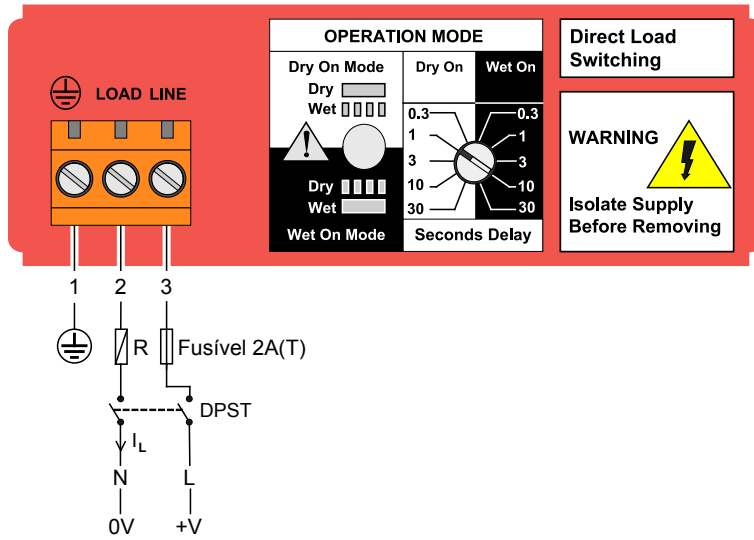 LOAD LINE
OPERATION MODE
Dry On Mode
Dry
Wet
Dry
Wet
Wet On Mode
Dry On
Wet On
0.3
0.3
1
1
3
3
10
10
30
30
Seconds Delay
Direct Load
Switching
WARNING
Isolate Supply
Before Removing
1
2
3
R
Fusível 2A(T)
DPST
IL
N
L
0V
+V